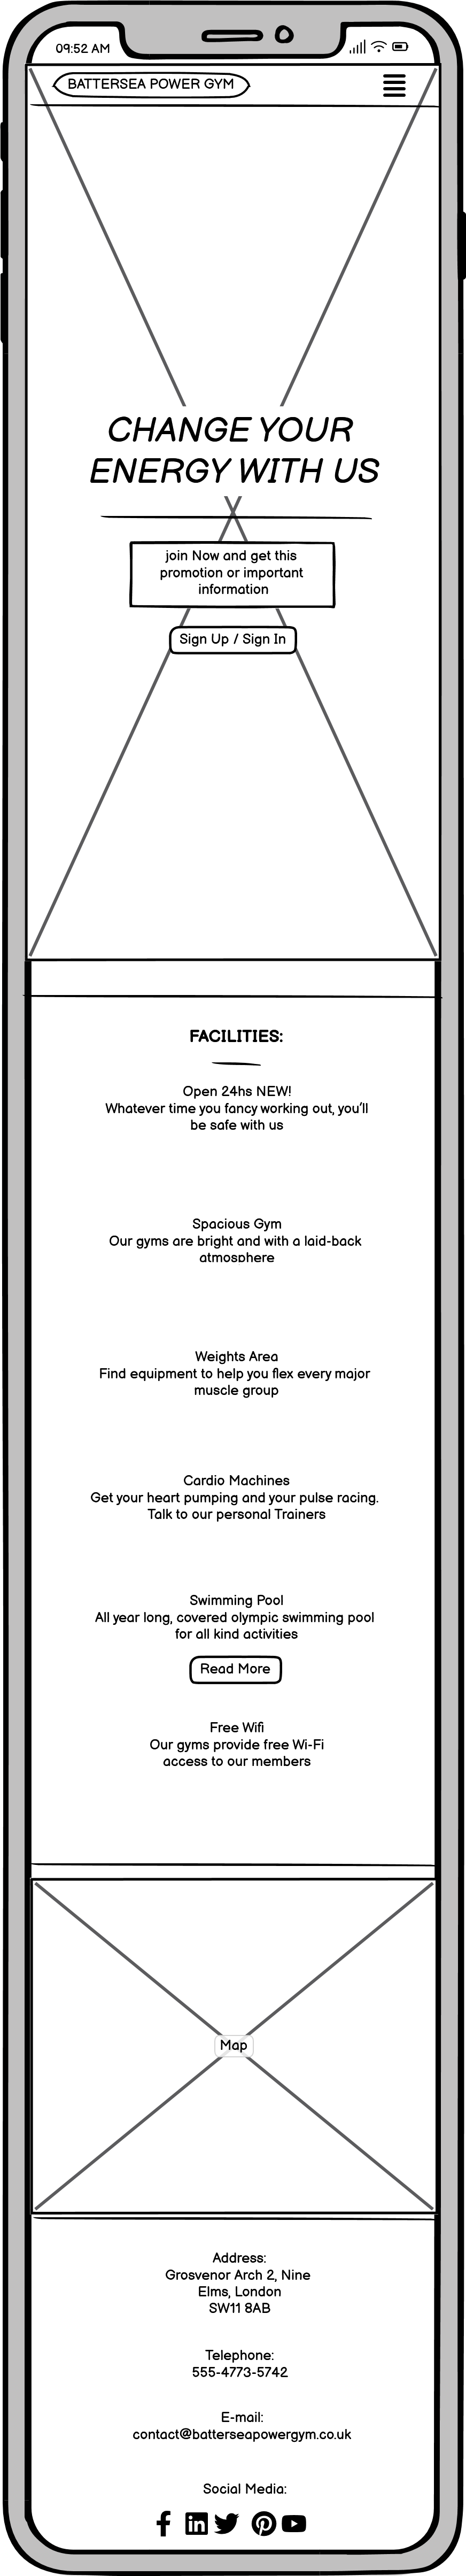 09:52 AM
BATTERSEA POWER GYM
CHANGE YOUR
ENERGY WITH US
join Now and get this
promotion or important
information
Sign Up / Sign In
FACILITIES:
Open 24hs NEW!
Whatever time you fancy working out, you'll
be safe with us
Spacious Gym
Our gyms are bright and with a laid-back
atmosphere
Weights Area
Find equipment to help you flex every major
muscle group
Cardio Machines
Get your heart pumping and your pulse racing.
Talk to our personal Trainers
Swimming Pool
All year long, covered olympic swimming pool
for all kind activities
Read More
Free Wifi
Our gyms provide free Wi-Fi
access to our members
Map
Address:
Grosvenor Arch 2, Nine
Elms, London
SW11 8AB
Telephone:
555-4773-5742
E-mail:
contact@batterseapowergym.co.uk
Social Media: